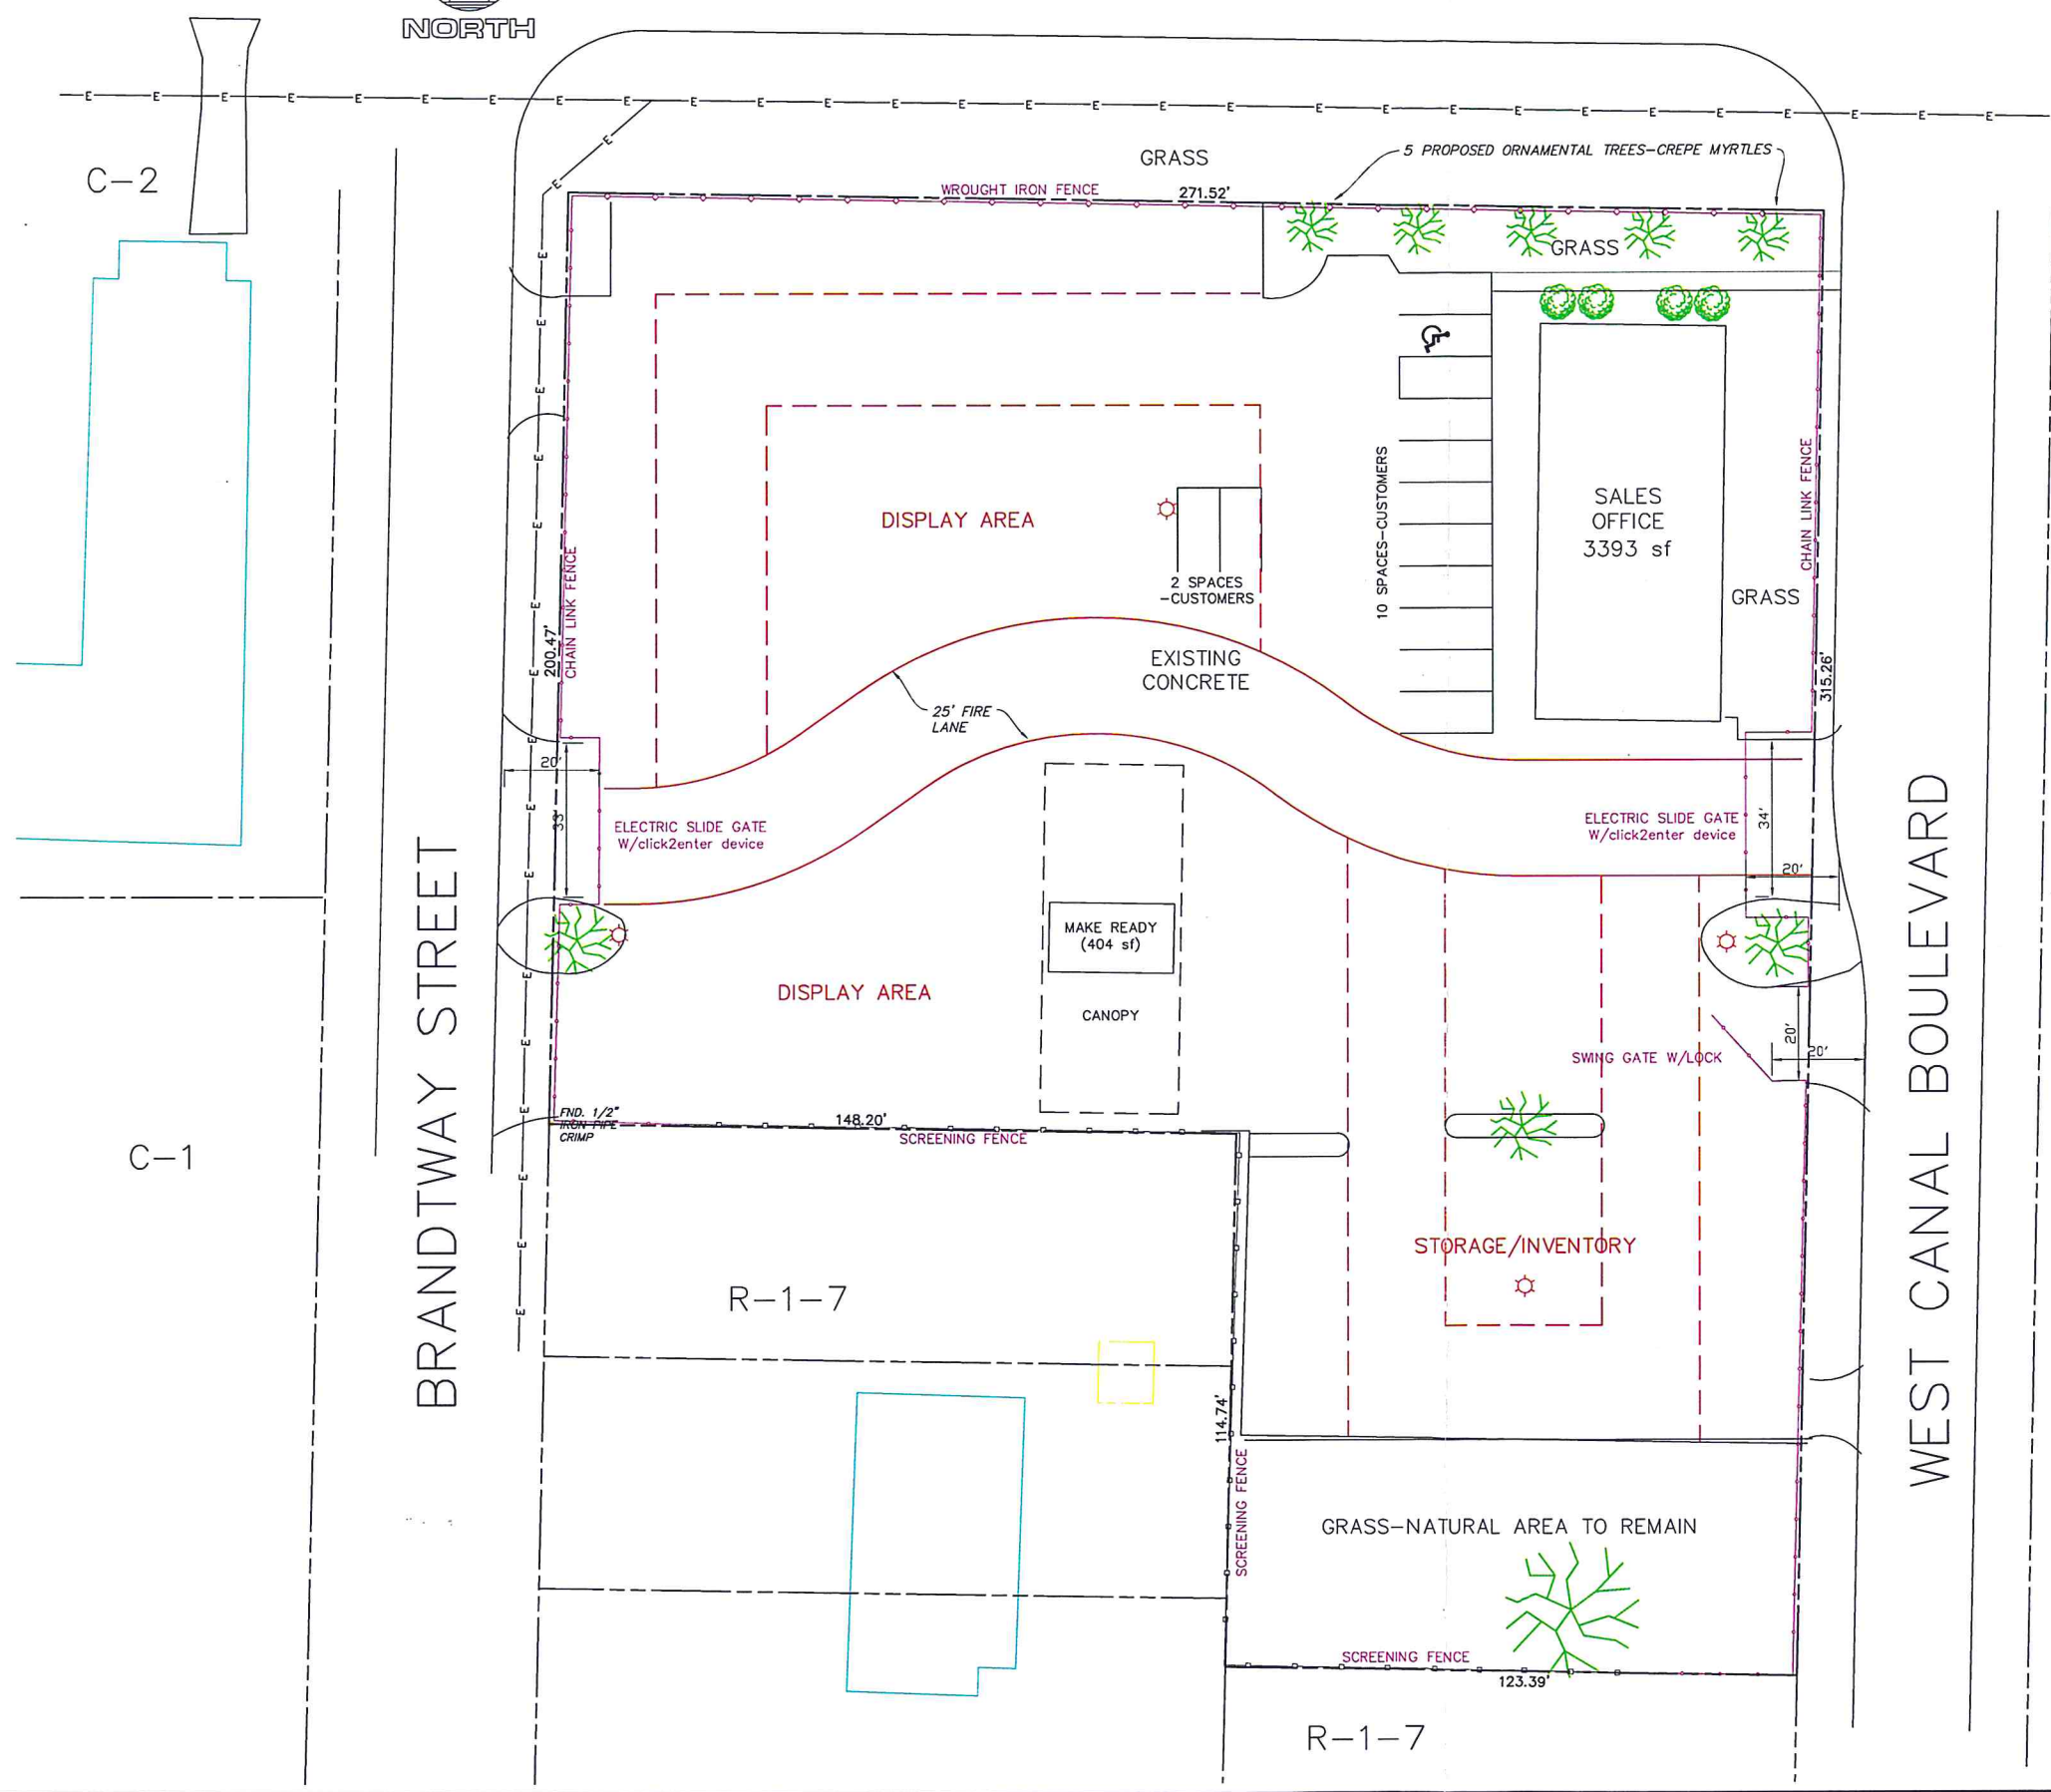 NORTH
C-2
GRASS
5 PROPOSED ORNAMENTAL TREES-CREPE MYRTLES
WROUGHT IRON FENCE
271.52'
GRASS
DISPLAY AREA
2 SPACES
-CUSTOMERS
10 SPACES-CUSTOMERS
SALES
OFFICE
3393 sf
CHAIN LINK FENCE
GRASS
CHAIN LINK FENCE
200.47'
315.26'
EXISTING
CONCRETE
25' FIRE
LANE
20'
33'
ELECTRIC SLIDE GATE
W/click2enter device
ELECTRIC SLIDE GATE
W/click2enter device
34'
20'
MAKE READY
(404 sf)
CANOPY
DISPLAY AREA
SWING GATE W/LOCK
20'
20'
FND. 1/2"
IRON PIPE
CRIMP
148.20'
SCREENING FENCE
BRANDTWAY STREET
WEST CANAL BOULEVARD
C-1
STORAGE/INVENTORY
R-1-7
114.74'
SCREENING FENCE
GRASS-NATURAL AREA TO REMAIN
SCREENING FENCE
123.39'
R-1-7
E E E E E E E E E E E E E E E E E E E E E E E E E E E E E
E E E E E E E E E E E E E E E E E E